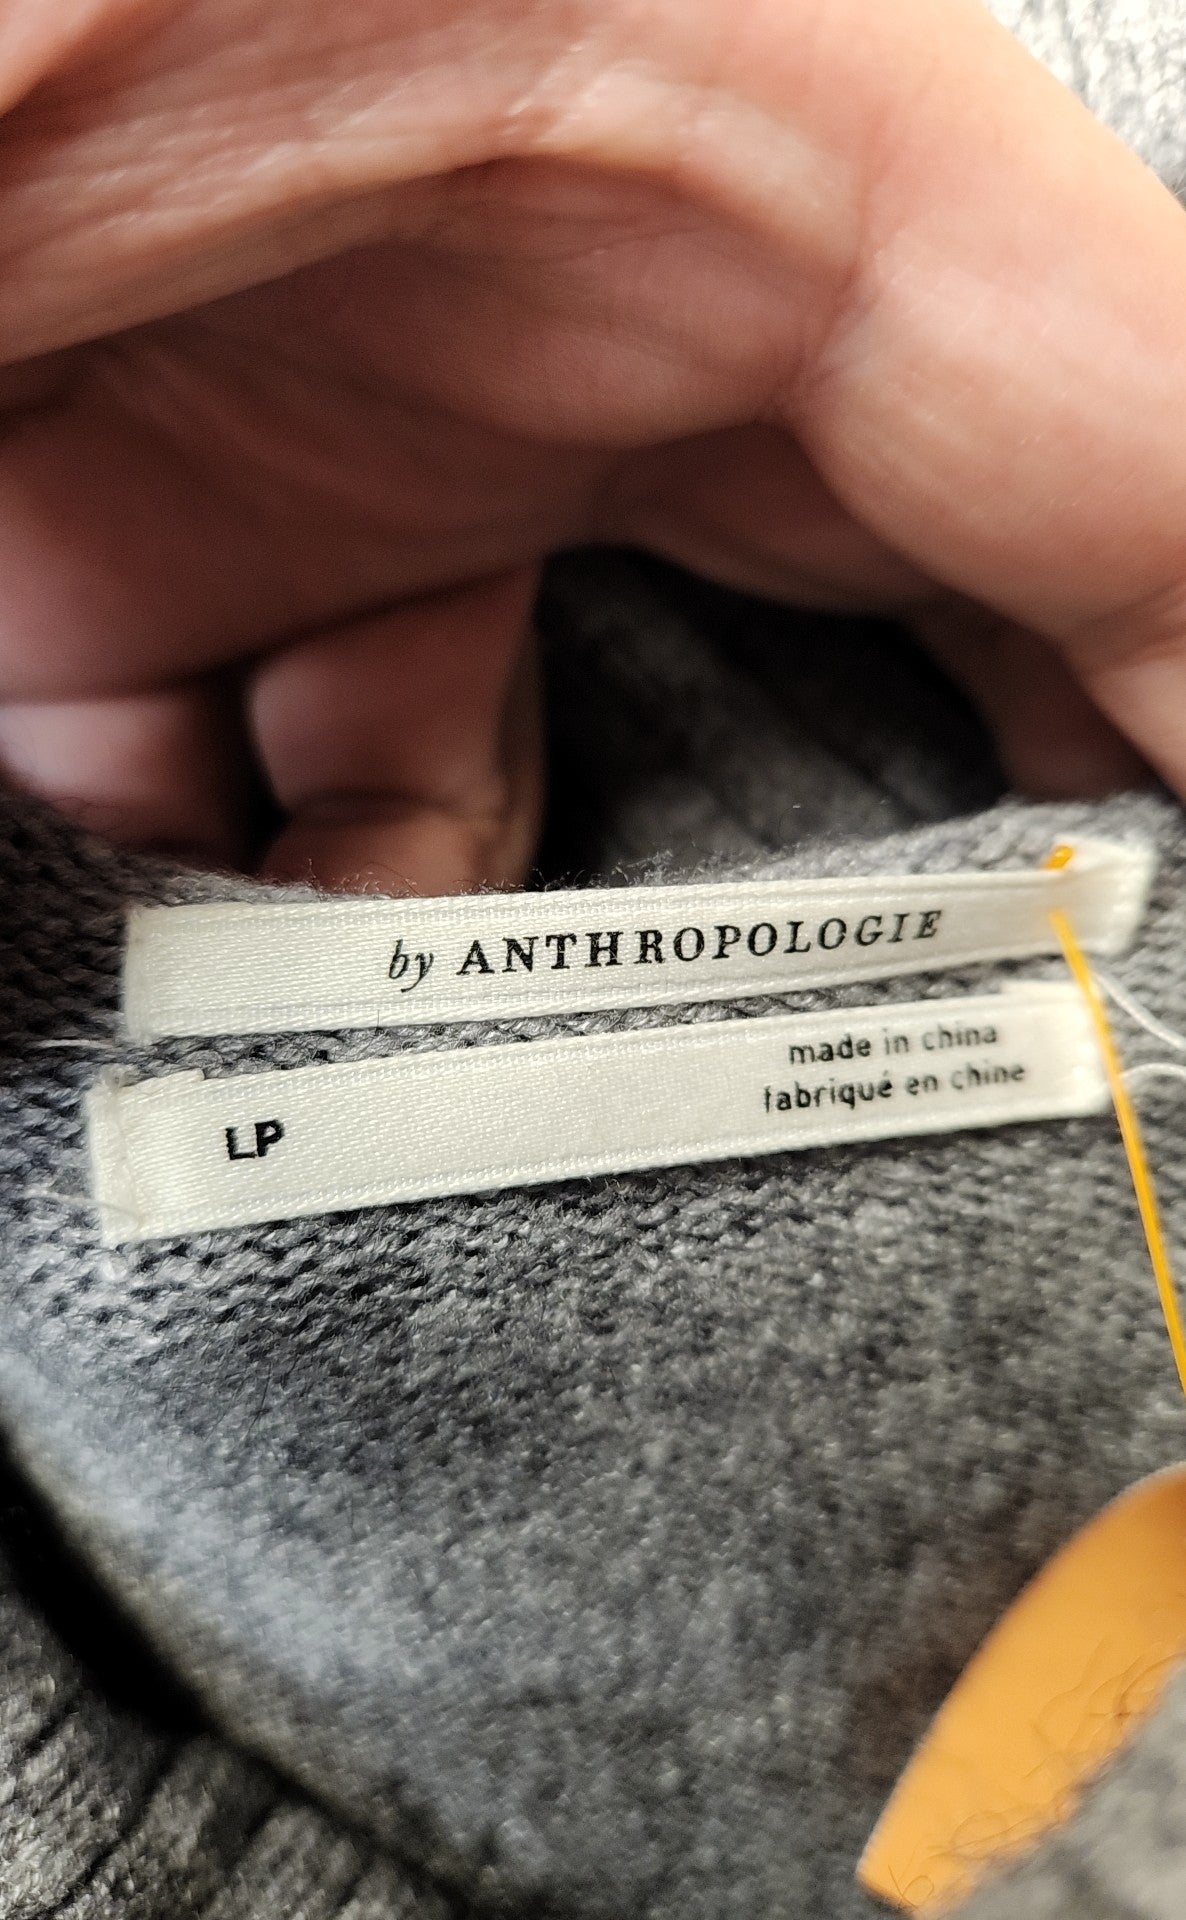 by ANTHROPOLOGIE
made in china
fabriqué en chine
LP